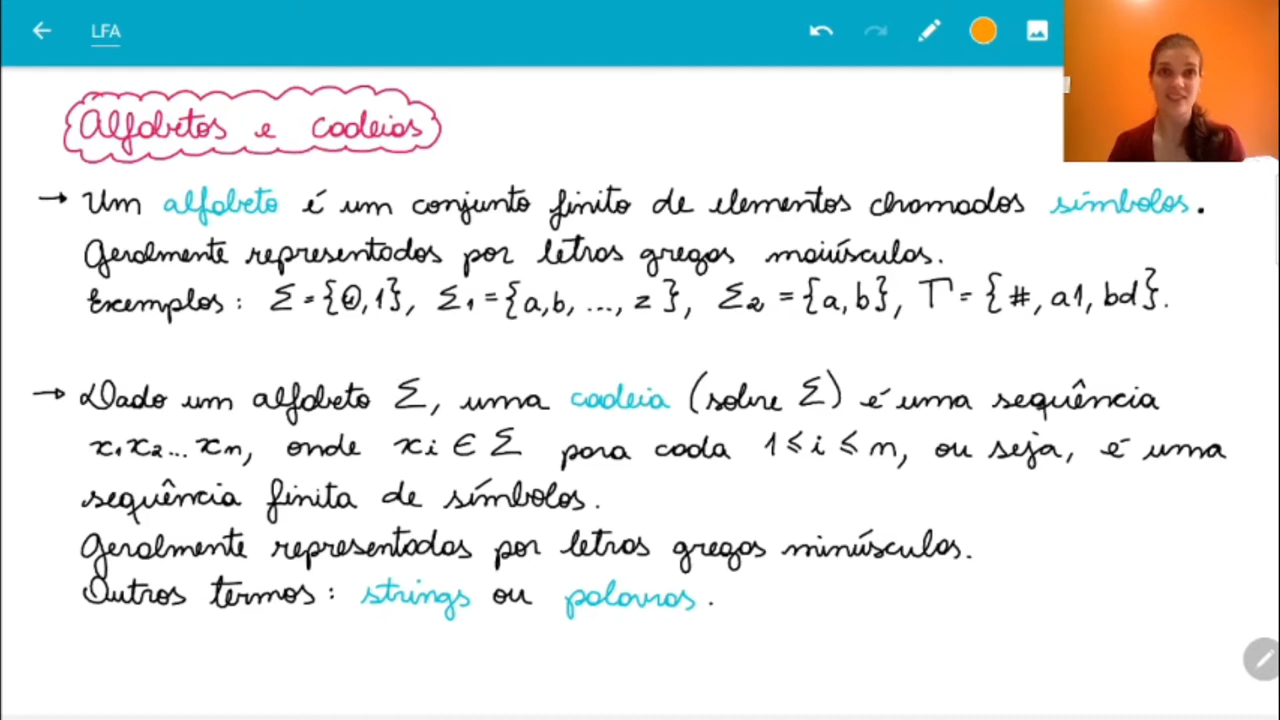 LFA
Alfabetos e cadeias
→ Um alfabeto é um conjunto finito de elementos chamados símbolos.
Geralmente representados por letras gregas maiúsculas.
Exemplos: Σ = {0,1}, Σ₁ = {a,b, ..., z}, Σ₂ = {a, b}, Γ = {#, a1, bd}.
→ Dado um alfabeto Σ, uma cadeia (sobre Σ) é uma sequência
x₁x₂...xₙ, onde xᵢ ∈ Σ para cada 1 ≤ i ≤ n, ou seja, é uma
sequência finita de símbolos.
Geralmente representadas por letras gregas minúsculas.
Outros termos: strings ou palavras.